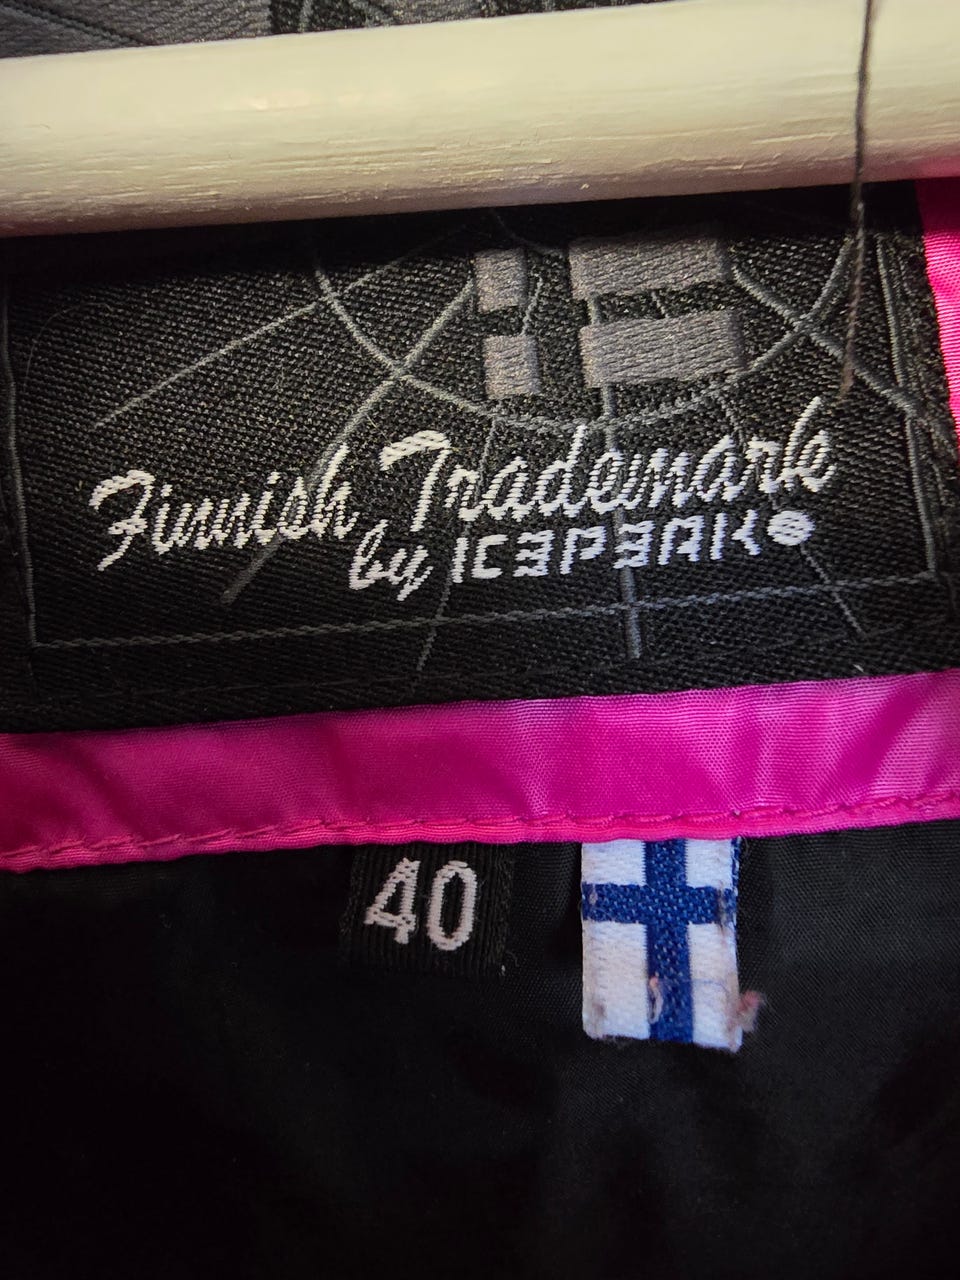 Finnish Trademark
by ICEPEAK
40